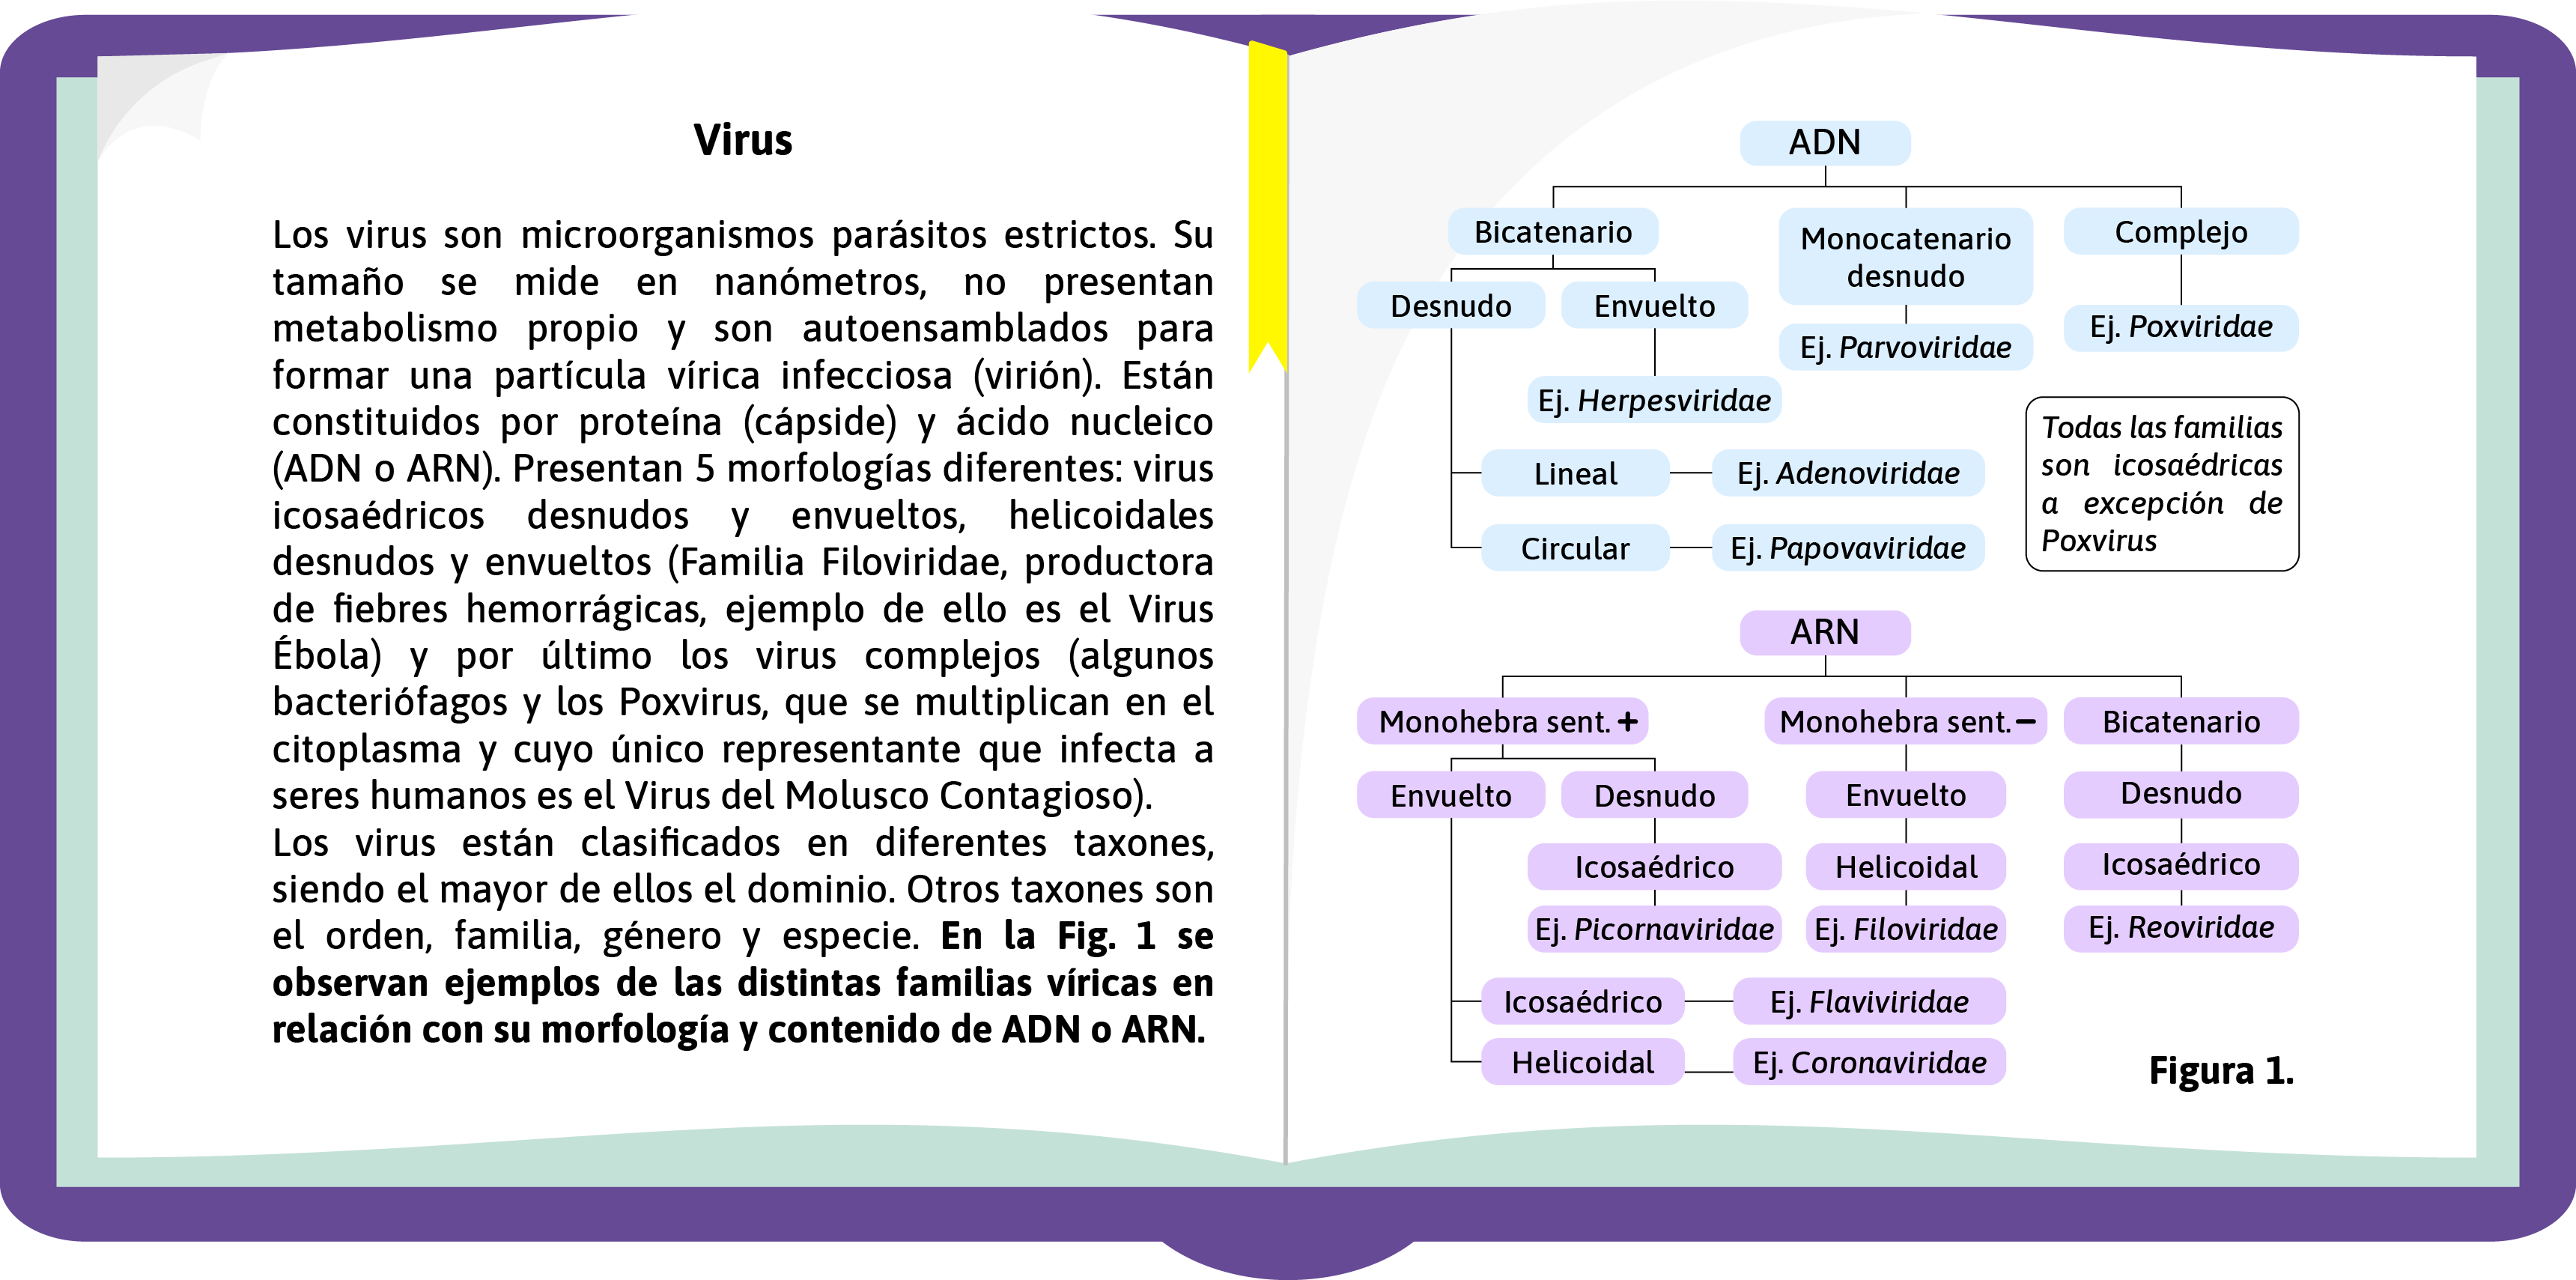 Virus
Los virus son microorganismos parásitos estrictos. Su
tamaño se mide en nanómetros, no presentan
metabolismo propio y son autoensamblados para
formar una partícula vírica infecciosa (virión). Están
constituidos por proteína (cápside) y ácido nucleico
(ADN o ARN). Presentan 5 morfologías diferentes: virus
icosaédricos desnudos y envueltos, helicoidales
desnudos y envueltos (Familia Filoviridae, productora
de fiebres hemorrágicas, ejemplo de ello es el Virus
Ébola) y por último los virus complejos (algunos
bacteriófagos y los Poxvirus, que se multiplican en el
citoplasma y cuyo único representante que infecta a
seres humanos es el Virus del Molusco Contagioso).
Los virus están clasificados en diferentes taxones,
siendo el mayor de ellos el dominio. Otros taxones son
el orden, familia, género y especie. En la Fig. 1 se
observan ejemplos de las distintas familias víricas en
relación con su morfología y contenido de ADN o ARN.
ADN
Bicatenario
Monocatenario
desnudo
Complejo
Desnudo
Envuelto
Ej. Parvoviridae
Ej. Poxviridae
Ej. Herpesviridae
Lineal
Ej. Adenoviridae
Circular
Ej. Papovaviridae
Todas las familias
son icosaédricas
a excepción de
Poxvirus
ARN
Monohebra sent. +
Monohebra sent. −
Bicatenario
Envuelto
Desnudo
Envuelto
Desnudo
Icosaédrico
Helicoidal
Icosaédrico
Ej. Picornaviridae
Ej. Filoviridae
Ej. Reoviridae
Icosaédrico
Ej. Flaviviridae
Helicoidal
Ej. Coronaviridae
Figura 1.